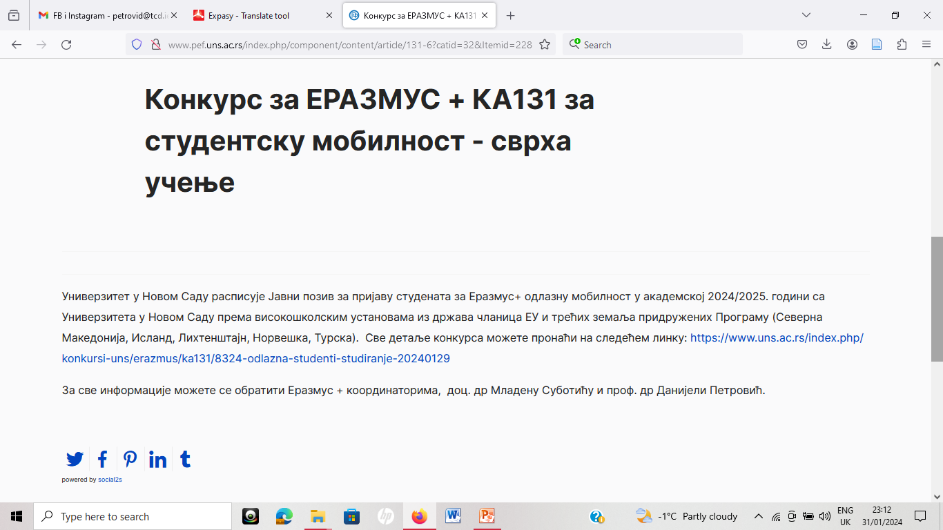 FB i Instagram - petrovid@tcd.i
Expasy - Translate tool
Конкурс за ЕРАЗМУС + КА131
www.pef.uns.ac.rs/index.php/component/content/article/131-6?catid=32&Itemid=228
Search
Конкурс за ЕРАЗМУС + КА131 за
студентску мобилност - сврха
учење
Универзитет у Новом Саду расписује Јавни позив за пријаву студената за Еразмус+ одлазну мобилност у академској 2024/2025. години са
Универзитета у Новом Саду према високошколским установама из држава чланица ЕУ и трећих земаља придружених Програму (Северна
Македонија, Исланд, Лихтенштајн, Норвешка, Турска).  Све детаље конкурса можете пронаћи на следећем линку: https://www.uns.ac.rs/index.php/
konkursi-uns/erazmus/ka131/8324-odlazna-studenti-studiranje-20240129
За све информације можете се обратити Еразмус + координаторима,  доц. др Младену Суботићу и проф. др Данијели Петровић.
powered by social2s
Type here to search
-1°C Partly cloudy
ENG
UK
23:12
31/01/2024